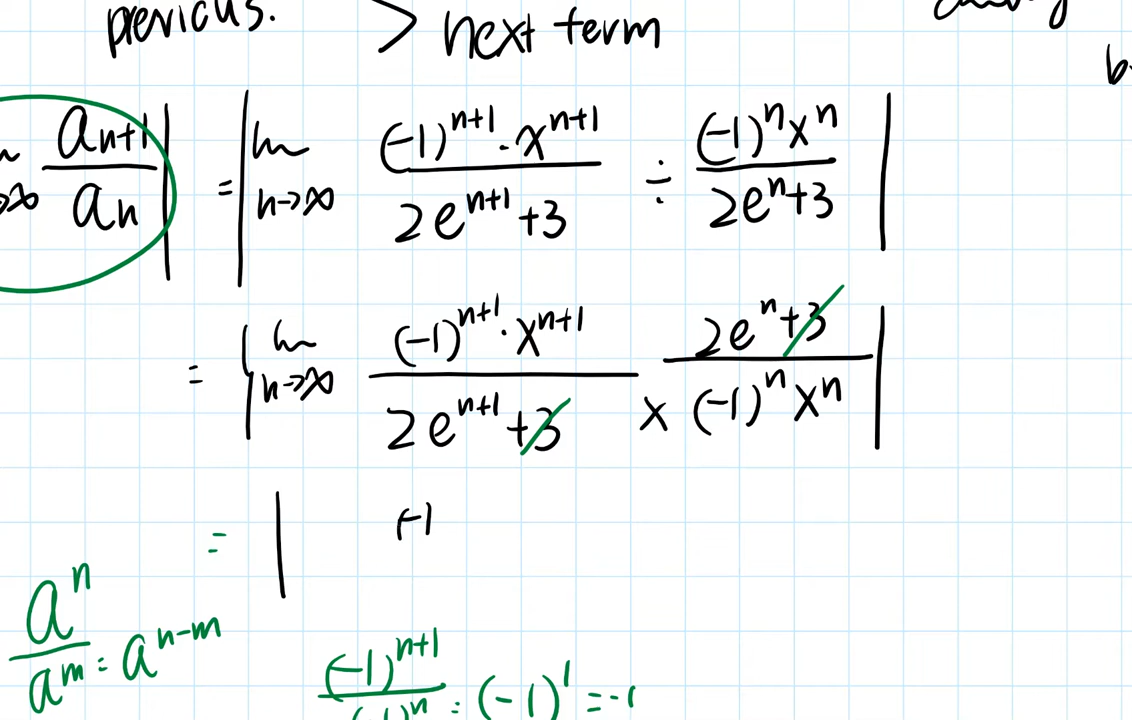 previous. > next term
a_{n+1} / a_n | = | lim n→∞ (-1)^{n+1} · x^{n+1} / 2e^{n+1} + 3 ÷ (-1)^n x^n / 2e^n + 3 |
= | lim n→∞ (-1)^{n+1} · x^{n+1} / 2e^{n+1} + 3 × 2e^n + 3 / (-1)^n x^n |
= | (-1
a^n / a^m = a^{n-m}
(-1)^{n+1} / (-1)^n = (-1)^1 = -1